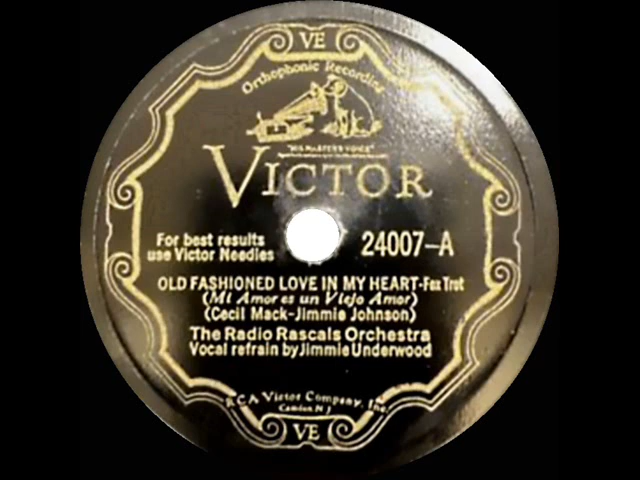 VE
Orthophonic Recording
"HIS MASTER'S VOICE"
VICTOR
For best results
use Victor Needles
24007-A
OLD FASHIONED LOVE IN MY HEART-Fox Trot
(Mi Amor es un Viejo Amor)
(Cecil Mack-Jimmie Johnson)
The Radio Rascals Orchestra
Vocal refrain by Jimmie Underwood
RCA Victor Company, Inc.
Camden N J
VE